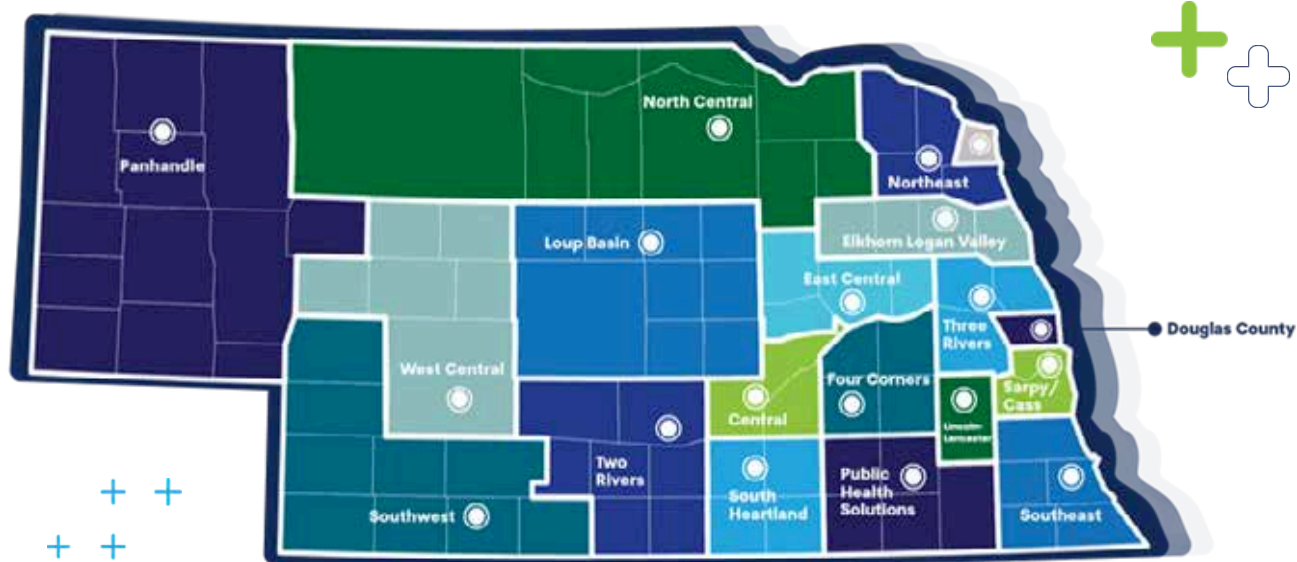 North Central
Panhandle
Northeast
Loup Basin
Elkhorn Logan Valley
East Central
Three
Rivers
Douglas County
West Central
Four Corners
Sarpy/
Cass
Central
Lincoln-
Lancaster
Two
Rivers
South
Heartland
Public
Health
Solutions
Southwest
Southeast